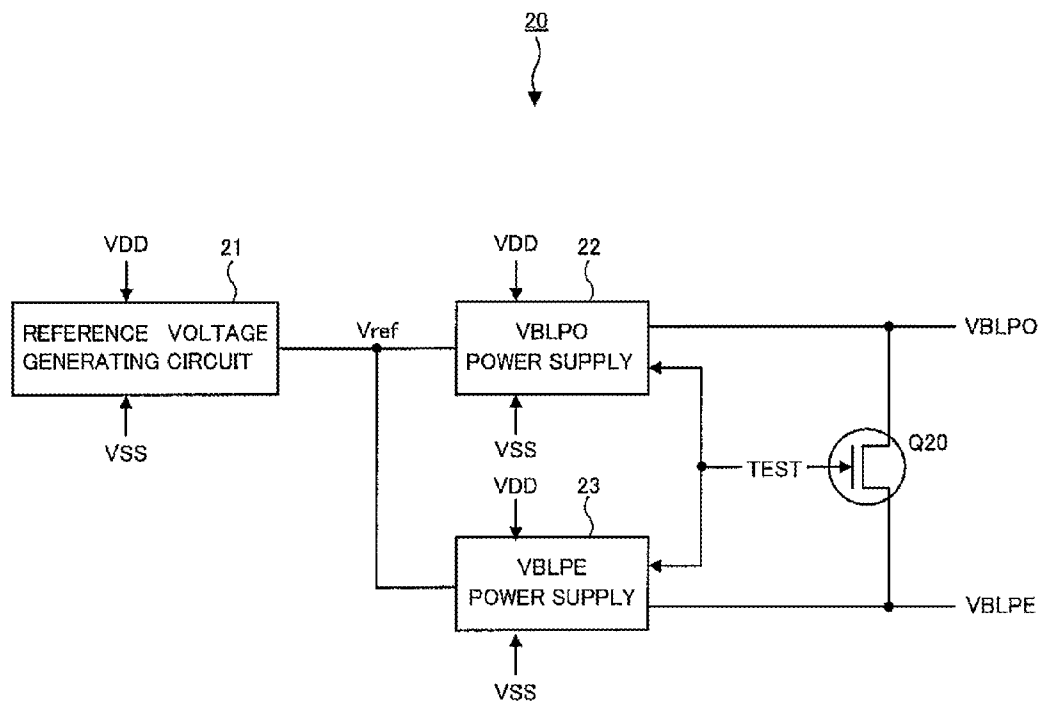 20
VDD
21
VDD
22
REFERENCE VOLTAGE
GENERATING CIRCUIT
Vref
VBLPO
POWER SUPPLY
VBLPO
VSS
VSS
Q20
TEST
VDD
23
VBLPE
POWER SUPPLY
VBLPE
VSS